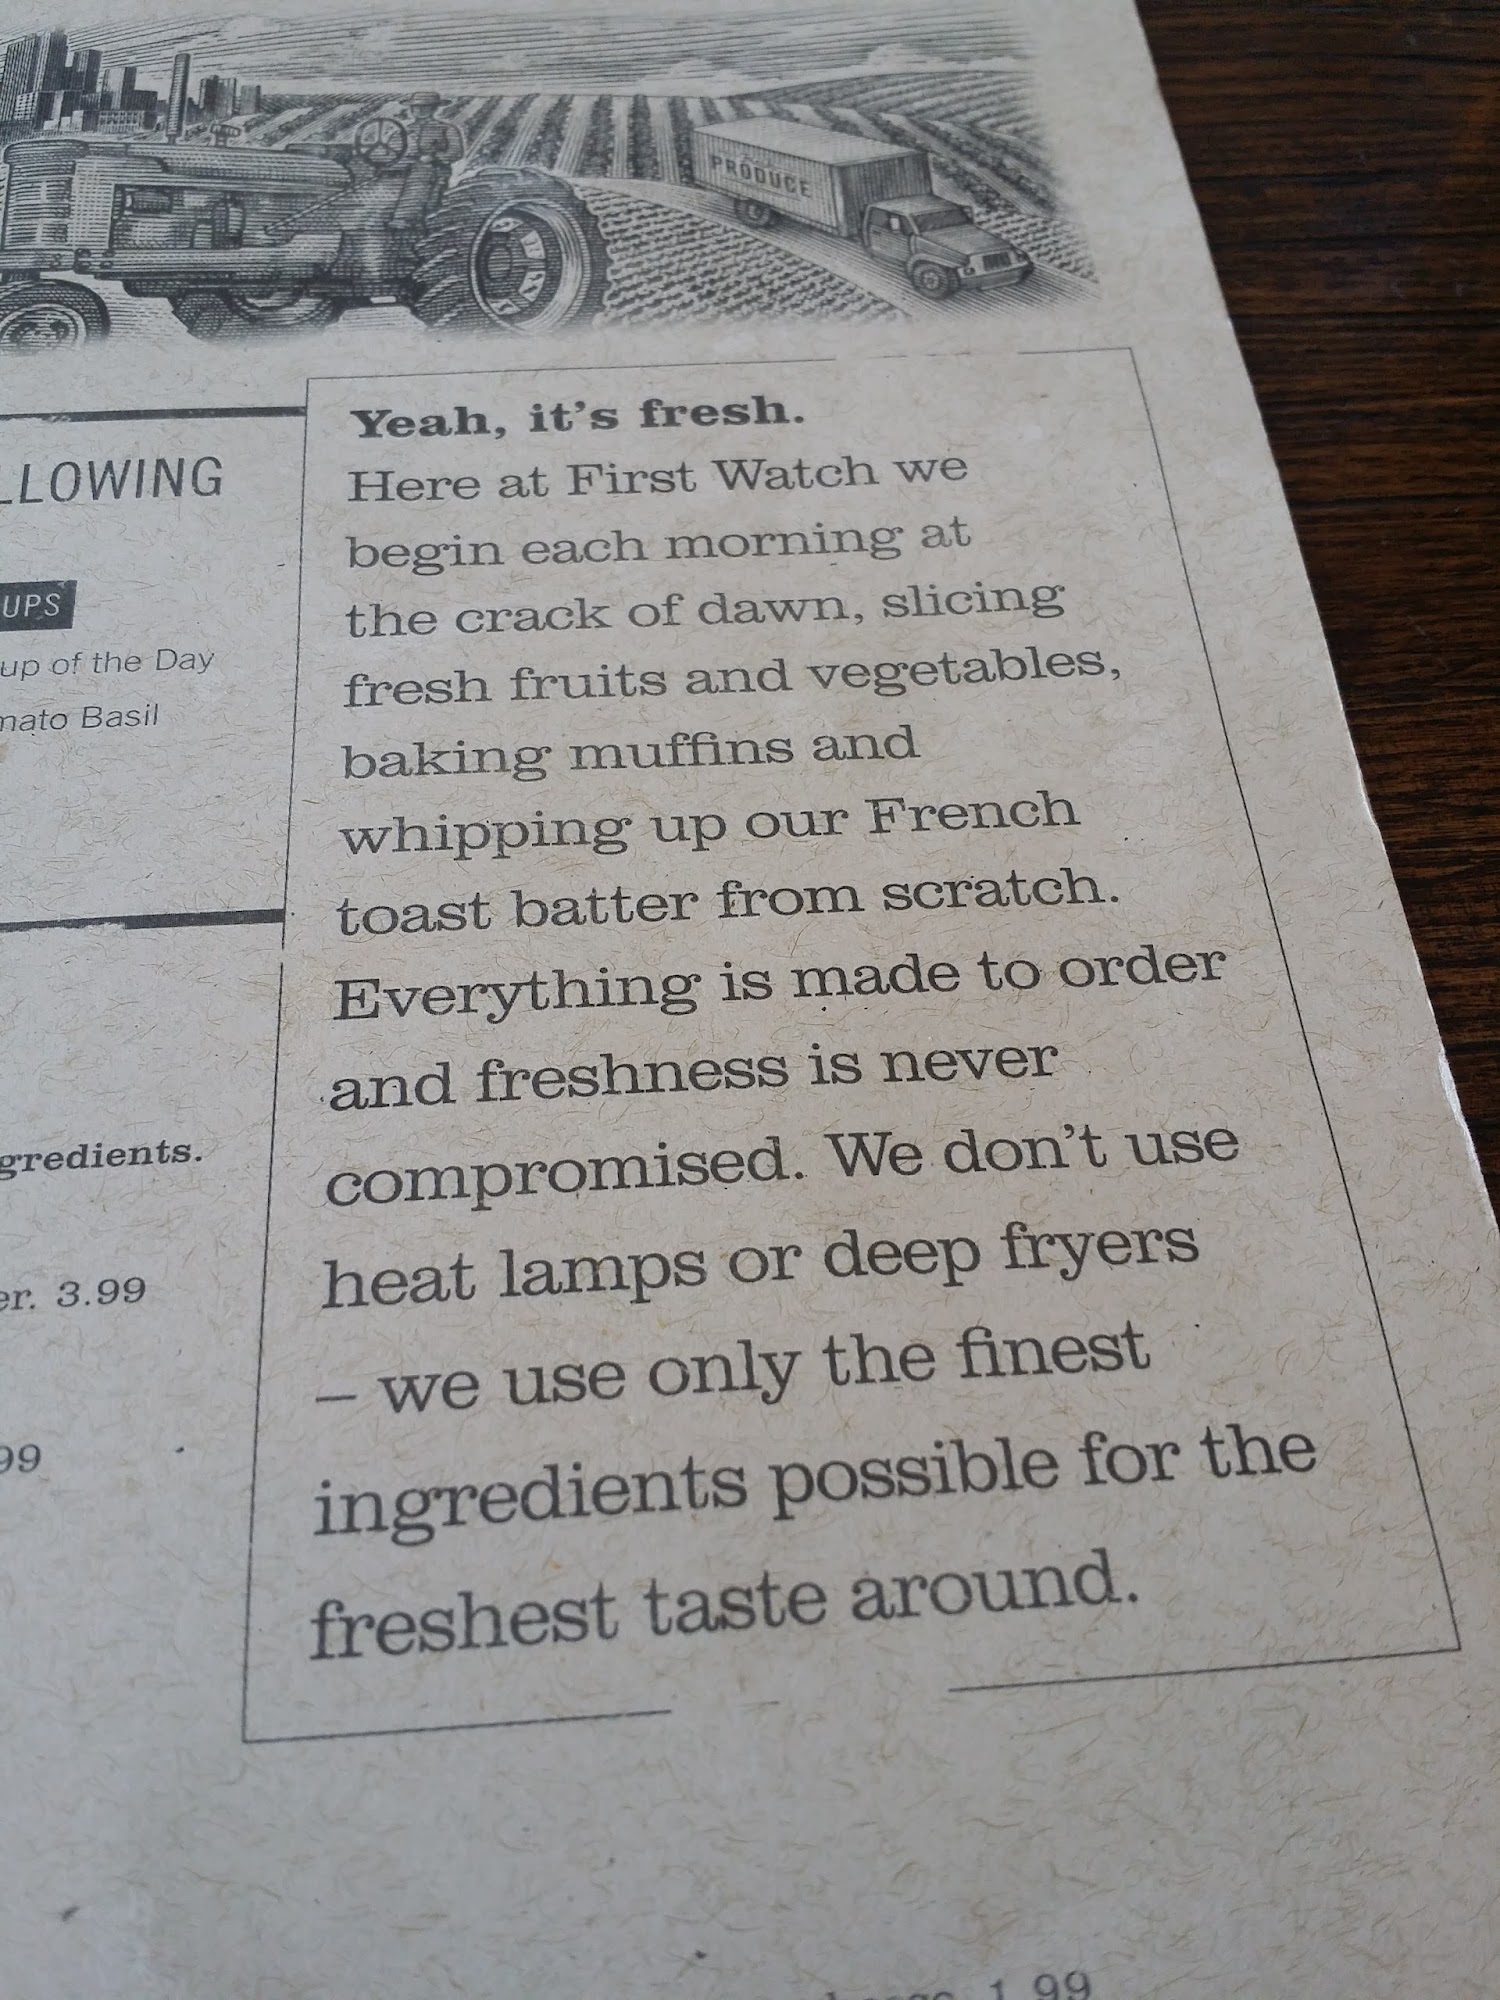 PRODUCE
LLOWING
UPS
up of the Day
mato Basil
gredients.
er. 3.99
99
Yeah, it's fresh.
Here at First Watch we
begin each morning at
the crack of dawn, slicing
fresh fruits and vegetables,
baking muffins and
whipping up our French
toast batter from scratch.
Everything is made to order
and freshness is never
compromised. We don't use
heat lamps or deep fryers
– we use only the finest
ingredients possible for the
freshest taste around.
1.99